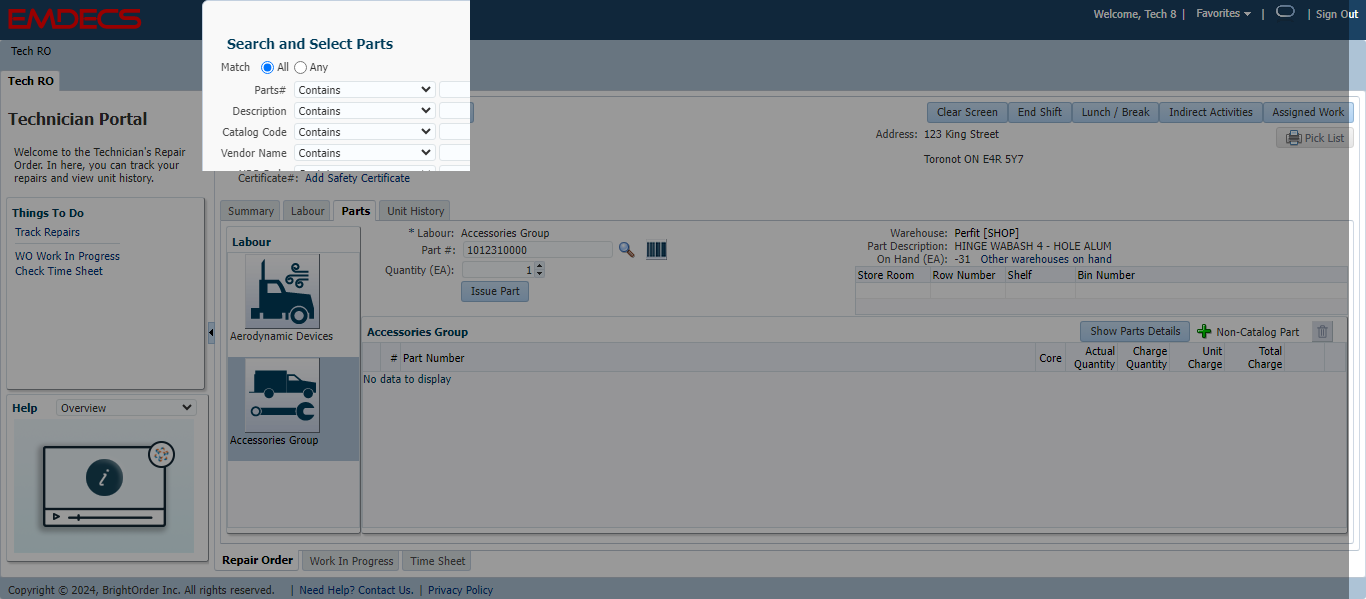 EMDECS
Welcome, Tech 8 | Favorites | | Sign Out
Tech RO
Tech RO
Technician Portal
Welcome to the Technician's Repair
Order. In here, you can track your
repairs and view unit history.
Things To Do
Track Repairs
WO Work In Progress
Check Time Sheet
Help Overview
Search and Select Parts
Match All Any
Parts# Contains
Description Contains
Catalog Code Contains
Vendor Name Contains
Clear Screen End Shift Lunch / Break Indirect Activities Assigned Work
Address: 123 King Street
Pick List
Toronot ON E4R 5Y7
Certificate#: Add Safety Certificate
Summary Labour Parts Unit History
Labour
Aerodynamic Devices
Accessories Group
* Labour: Accessories Group
Part #: 1012310000
Quantity (EA): 1
Issue Part
Warehouse: Perfit [SHOP]
Part Description: HINGE WABASH 4 - HOLE ALUM
On Hand (EA): -31 Other warehouses on hand
Store Room Row Number Shelf Bin Number
Accessories Group
Show Parts Details Non-Catalog Part
# Part Number Core Actual Quantity Charge Quantity Unit Charge Total Charge
No data to display
Repair Order Work In Progress Time Sheet
Copyright © 2024, BrightOrder Inc. All rights reserved. | Need Help? Contact Us. | Privacy Policy